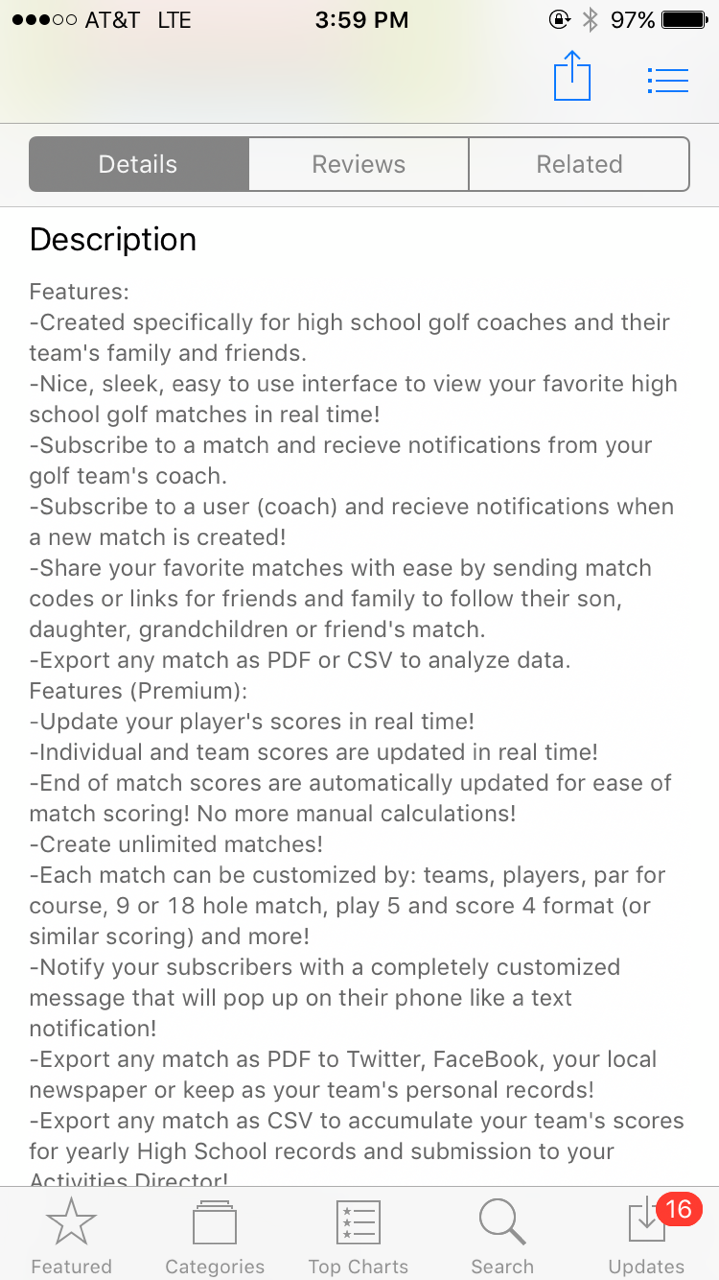 AT&T LTE 3:59 PM 97%
Details Reviews Related
Description
Features:
-Created specifically for high school golf coaches and their
team's family and friends.
-Nice, sleek, easy to use interface to view your favorite high
school golf matches in real time!
-Subscribe to a match and recieve notifications from your
golf team's coach.
-Subscribe to a user (coach) and recieve notifications when
a new match is created!
-Share your favorite matches with ease by sending match
codes or links for friends and family to follow their son,
daughter, grandchildren or friend's match.
-Export any match as PDF or CSV to analyze data.
Features (Premium):
-Update your player's scores in real time!
-Individual and team scores are updated in real time!
-End of match scores are automatically updated for ease of
match scoring! No more manual calculations!
-Create unlimited matches!
-Each match can be customized by: teams, players, par for
course, 9 or 18 hole match, play 5 and score 4 format (or
similar scoring) and more!
-Notify your subscribers with a completely customized
message that will pop up on their phone like a text
notification!
-Export any match as PDF to Twitter, FaceBook, your local
newspaper or keep as your team's personal records!
-Export any match as CSV to accumulate your team's scores
for yearly High School records and submission to your
Activities Director!
16
Featured Categories Top Charts Search Updates